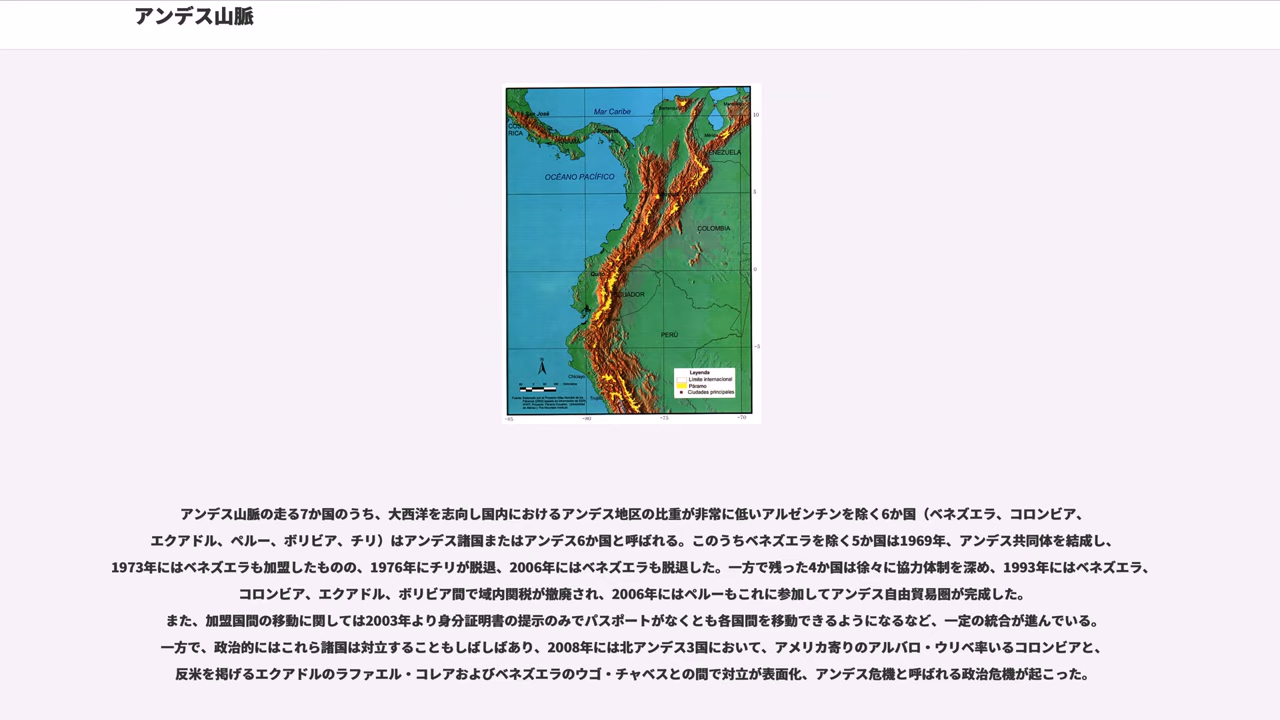 アンデス山脈
Mar Caribe
San José
COSTA
RICA
Panamá
VENEZUELA
OCÉANO PACÍFICO
COLOMBIA
ECUADOR
PERÚ
Chiclayo
Leyenda
Límite internacional
Páramo
Ciudades principales
10
5
0
-5
-85
-80
-75
-70
アンデス山脈の走る7か国のうち、大西洋を志向し国内におけるアンデス地区の比重が非常に低いアルゼンチンを除く6か国（ベネズエラ、コロンビア、
エクアドル、ペルー、ボリビア、チリ）はアンデス諸国またはアンデス6か国と呼ばれる。このうちベネズエラを除く5か国は1969年、アンデス共同体を結成し、
1973年にはベネズエラも加盟したものの、1976年にチリが脱退、2006年にはベネズエラも脱退した。一方で残った4か国は徐々に協力体制を深め、1993年にはベネズエラ、
コロンビア、エクアドル、ボリビア間で域内関税が撤廃され、2006年にはペルーもこれに参加してアンデス自由貿易圏が完成した。
また、加盟国間の移動に関しては2003年より身分証明書の提示のみでパスポートがなくとも各国間を移動できるようになるなど、一定の統合が進んでいる。
一方で、政治的にはこれら諸国は対立することもしばしばあり、2008年には北アンデス3国において、アメリカ寄りのアルバロ・ウリベ率いるコロンビアと、
反米を掲げるエクアドルのラファエル・コレアおよびベネズエラのウゴ・チャベスとの間で対立が表面化、アンデス危機と呼ばれる政治危機が起こった。